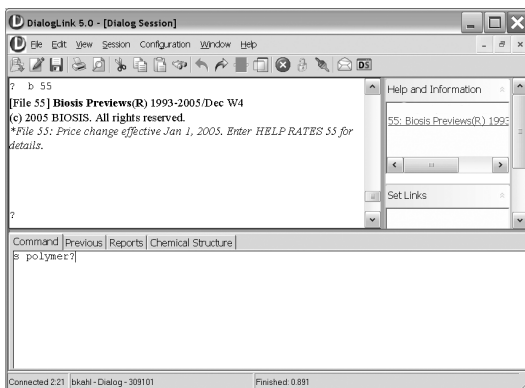 DialogLink 5.0 - [Dialog Session]
File Edit View Session Configuration Window Help
DS
? b 55
[File 55] Biosis Previews(R) 1993-2005/Dec W4
(c) 2005 BIOSIS. All rights reserved.
*File 55: Price change effective Jan 1, 2005. Enter HELP RATES 55 for
details.
?
Help and Information
55: Biosis Previews(R) 1993
Set Links
Command Previous Reports Chemical Structure
s polymer?
Connected 2:21 bkahl - Dialog - 309101 Finished: 0.891